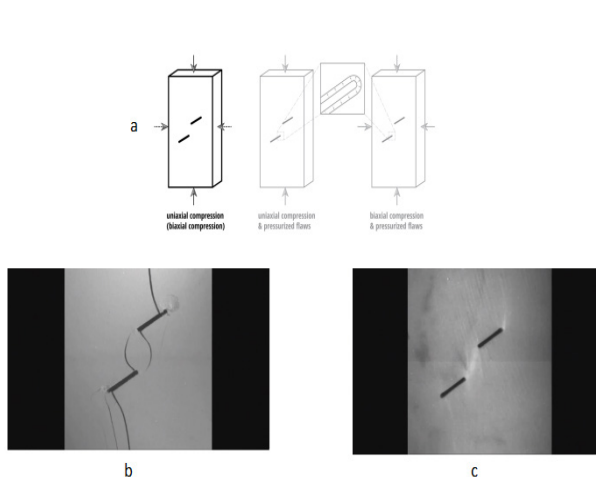 a
uniaxial compression
(biaxial compression)
uniaxial compression
& pressurized flaws
biaxial compression
& pressurized flaws
b
c